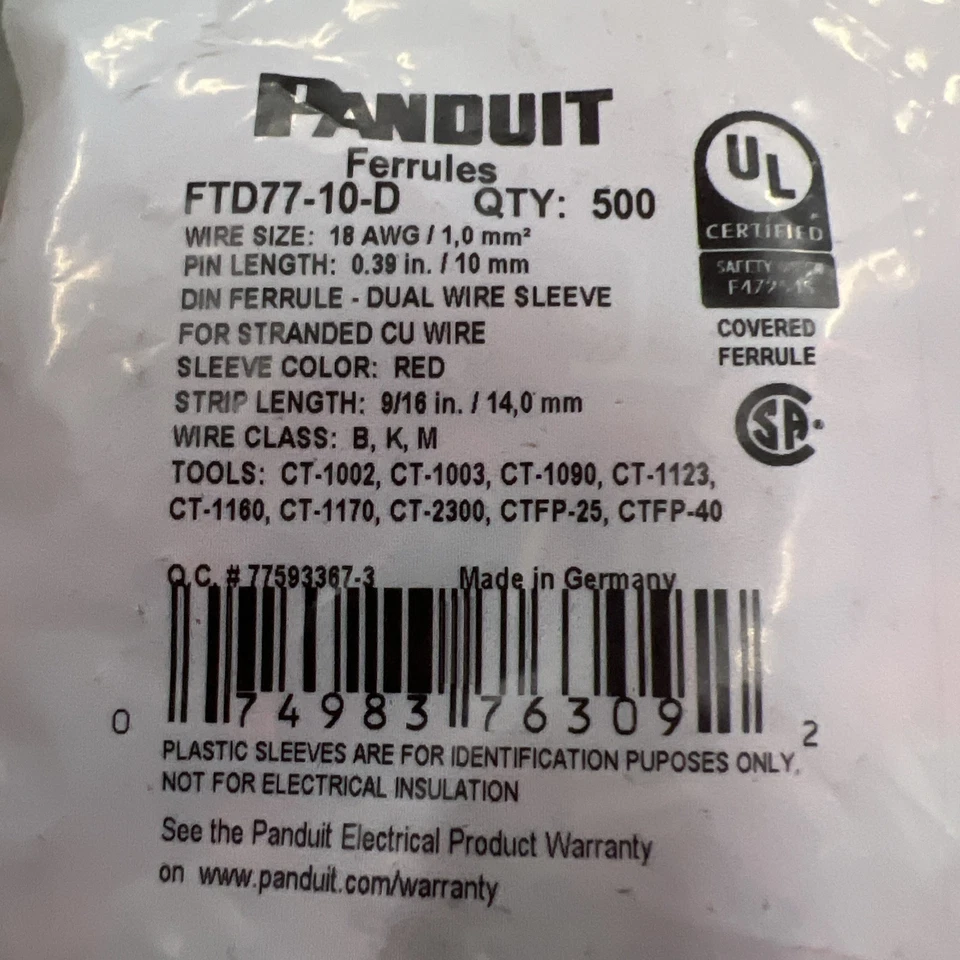 PANDUIT
Ferrules
FTD77-10-D QTY: 500
WIRE SIZE: 18 AWG / 1,0 mm²
PIN LENGTH: 0.39 in. / 10 mm
DIN FERRULE - DUAL WIRE SLEEVE
FOR STRANDED CU WIRE
SLEEVE COLOR: RED
STRIP LENGTH: 9/16 in. / 14,0 mm
WIRE CLASS: B, K, M
TOOLS: CT-1002, CT-1003, CT-1090, CT-1123,
CT-1160, CT-1170, CT-2300, CTFP-25, CTFP-40
UL
CERTIFIED
SAFETY
COVERED
FERRULE
SA®
Q.C. # 77593367-3 Made in Germany
0 74983 76309 2
PLASTIC SLEEVES ARE FOR IDENTIFICATION PUPOSES ONLY,
NOT FOR ELECTRICAL INSULATION
See the Panduit Electrical Product Warranty
on www.panduit.com/warranty